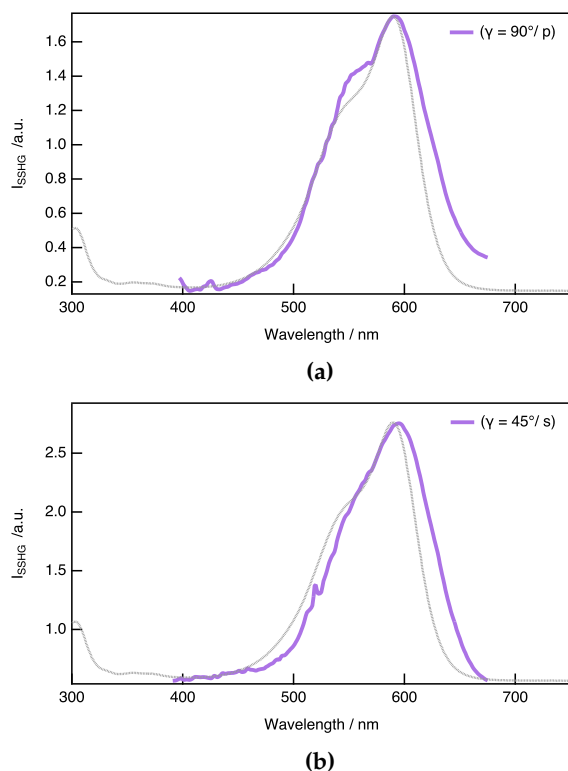 (γ = 90°/ p)
I_SSHG /a.u.
1.6
1.4
1.2
1.0
0.8
0.6
0.4
0.2
300 400 500 600 700
Wavelength / nm
(a)
(γ = 45°/ s)
I_SSHG /a.u.
2.5
2.0
1.5
1.0
300 400 500 600 700
Wavelength / nm
(b)